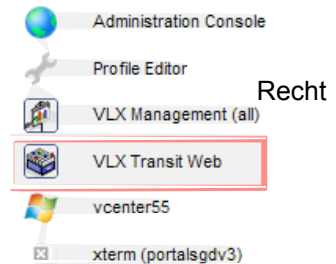 Administration Console
Profile Editor
Recht
VLX Management (all)
VLX Transit Web
vcenter55
xterm (portalsgdv3)